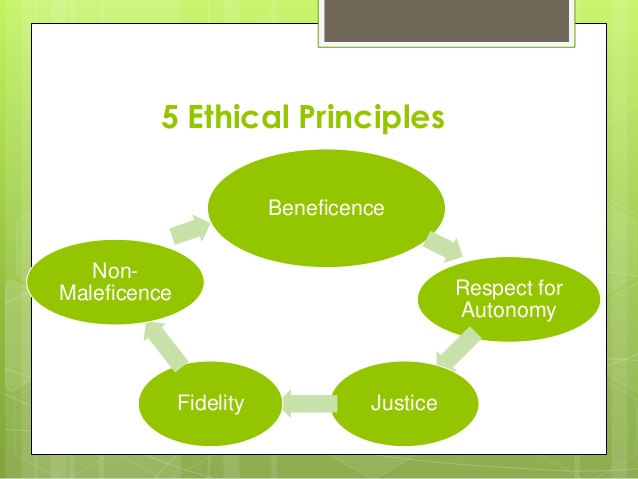 5 Ethical Principles
Beneficence
Respect for
Autonomy
Justice
Fidelity
Non-
Maleficence